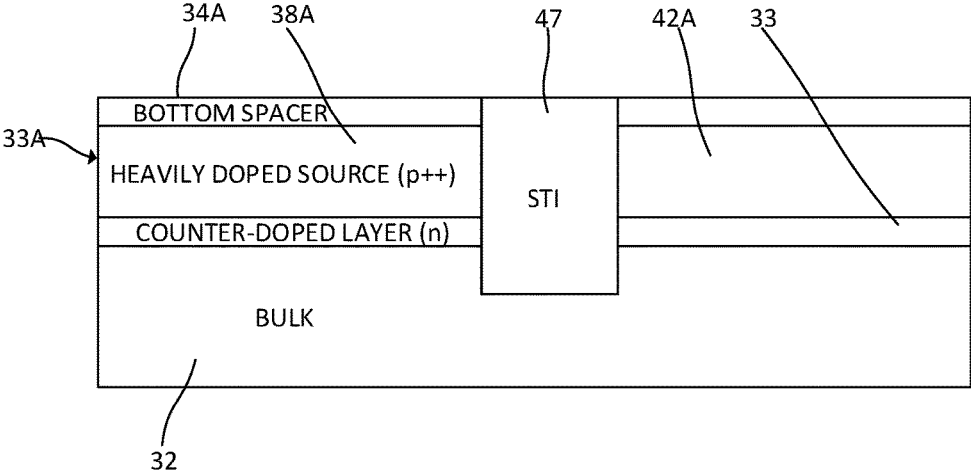 34A
38A
47
42A
33
33A
BOTTOM SPACER
HEAVILY DOPED SOURCE (p++)
STI
COUNTER-DOPED LAYER (n)
BULK
32